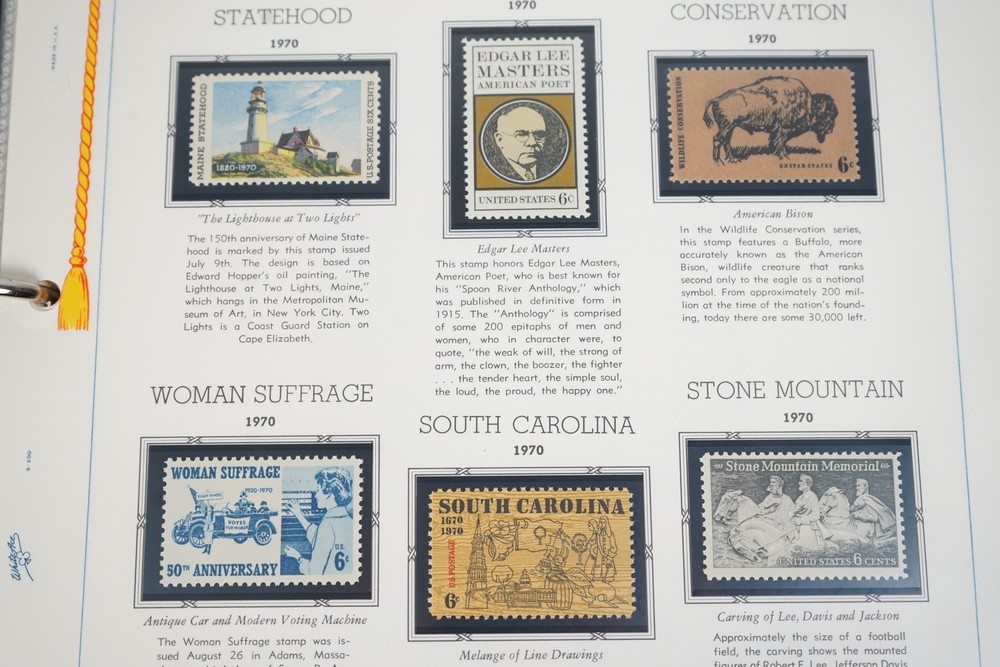 STATEHOOD
1970
MAINE STATEHOOD
1820-1970
U.S. POSTAGE SIX CENTS
"The Lighthouse at Two Lights"
The 150th anniversary of Maine State-
hood is marked by this stamp issued
July 9th. The design is based on
Edward Hopper's oil painting, "The
Lighthouse at Two Lights, Maine,"
which hangs in the Metropolitan Mu-
seum of Art, in New York City. Two
Lights is a Coast Guard Station on
Cape Elizabeth.
1970
EDGAR LEE
MASTERS
AMERICAN POET
UNITED STATES 6C
Edgar Lee Masters
This stamp honors Edgar Lee Masters,
American Poet, who is best known for
his "Spoon River Anthology," which
was published in definitive form in
1915. The "Anthology" is comprised
of some 200 epitaphs of men and
women, who in character were, to
quote, "the weak of will, the strong of
arm, the clown, the boozer, the fighter
. . . the tender heart, the simple soul,
the loud, the proud, the happy one."
CONSERVATION
1970
WILDLIFE CONSERVATION
UNITED STATES 6c
American Bison
In the Wildlife Conservation series,
this stamp features a Buffalo, more
accurately known as the American
Bison, wildlife creature that ranks
second only to the eagle as a national
symbol. From approximately 200 mil-
lion at the time of the nation's found-
ing, today there are some 30,000 left.
WOMAN SUFFRAGE
1970
WOMAN SUFFRAGE
1920-1970
VOTES
FOR WOMEN
U.S.
6c
50TH ANNIVERSARY
Antique Car and Modern Voting Machine
The Woman Suffrage stamp was is-
sued August 26 in Adams, Massa-
SOUTH CAROLINA
1970
SOUTH CAROLINA
1670
1970
U.S. POSTAGE
6c
Melange of Line Drawings
STONE MOUNTAIN
1970
Stone Mountain Memorial
UNITED STATES 6 CENTS
Carving of Lee, Davis and Jackson
Approximately the size of a football
field, the carving shows the mounted
figures of Robert E. Lee, Jefferson Davis
MADE IN U.S.A.